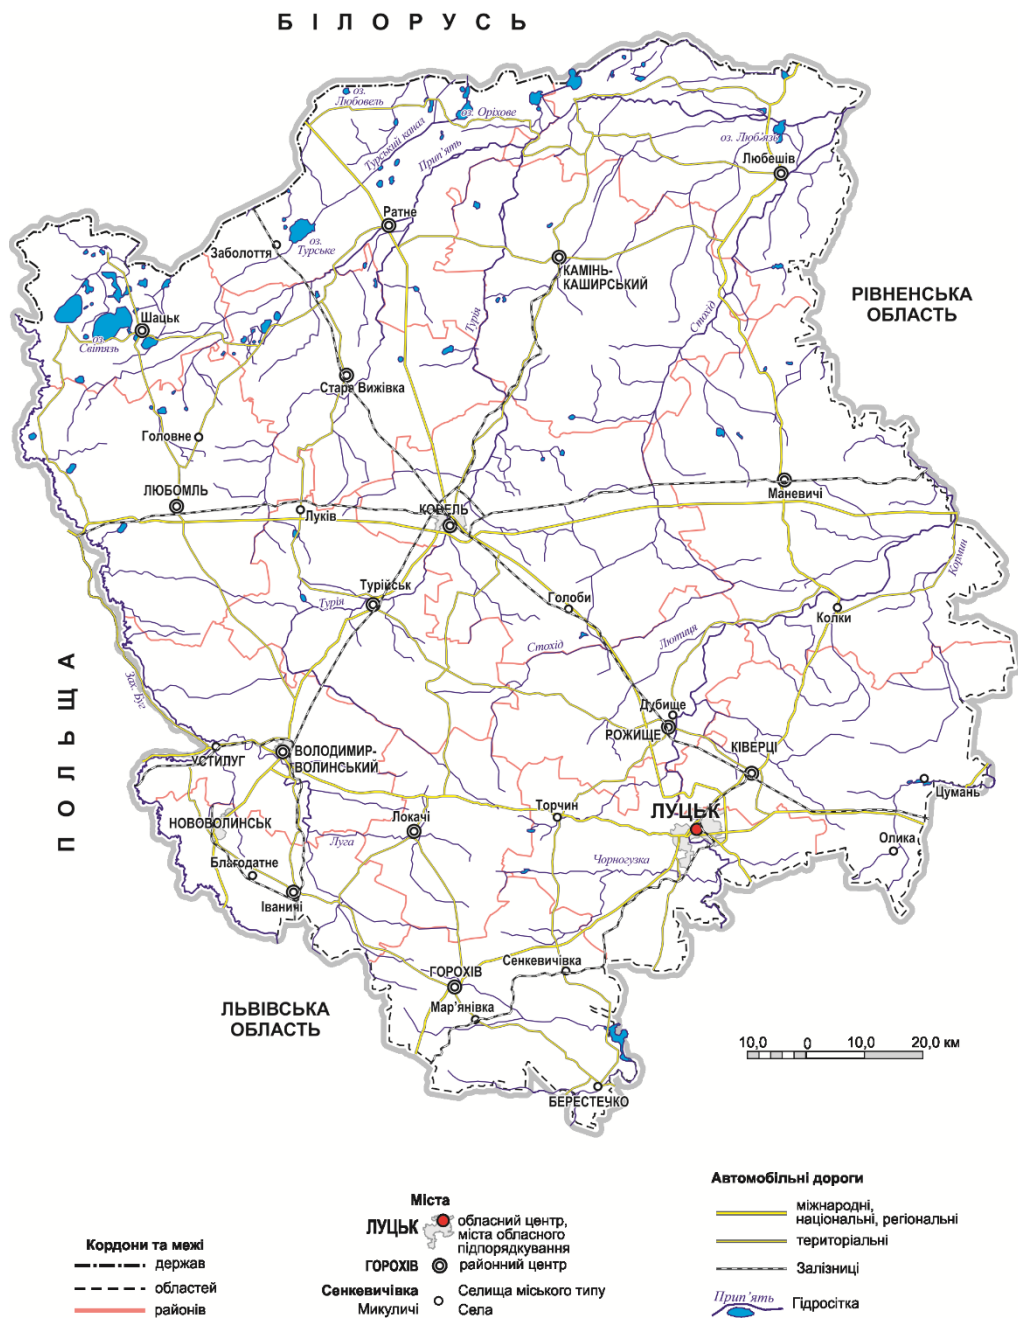 БІЛОРУСЬ
оз.
Любовель
оз. Оріхове
Турський канал
Прип'ять
оз. Люб'язь
Любешів
Ратне
Заболоття
оз.
Турське
КАМІНЬ-
КАШИРСЬКИЙ
РІВНЕНСЬКА
ОБЛАСТЬ
Шацьк
оз.
Світязь
Турія
Стохід
Стара Вижівка
Головне
ЛЮБОМЛЬ
Луків
КОВЕЛЬ
Маневичі
Кормин
Турійськ
Турія
Голоби
Колки
Стохід
Лютиця
ПОЛЬЩА
Зах. Буг
Дубище
РОЖИЩЕ
КІВЕРЦІ
УСТИЛУГ
ВОЛОДИМИР-
ВОЛИНСЬКИЙ
Цумань
НОВОВОЛИНСЬК
Локачі
Торчин
ЛУЦЬК
Луга
Олика
Благодатне
Чорногузка
Іваничі
Сенкевичівка
ГОРОХІВ
Мар'янівка
ЛЬВІВСЬКА
ОБЛАСТЬ
10,0 0 10,0 20,0 км
БЕРЕСТЕЧКО
Кордони та межі
держав
областей
районів
Міста
ЛУЦЬК
обласний центр,
міста обласного
підпорядкування
ГОРОХІВ
районний центр
Сенкевичівка
Селища міського типу
Микуличі
Села
Автомобільні дороги
міжнародні,
національні, регіональні
територіальні
Залізниці
Прип'ять
Гідросітка